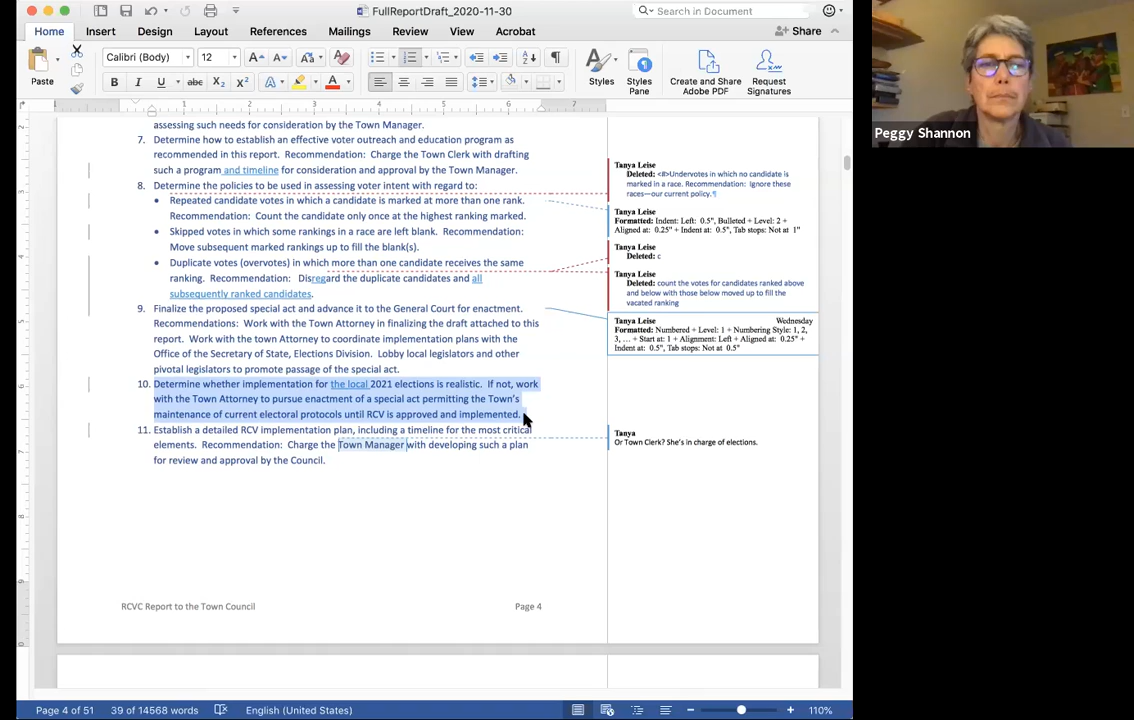 FullReportDraft_2020-11-30
Search in Document
Home Insert Design Layout References Mailings Review View Acrobat Share
Paste
Calibri (Body) 12
Styles
Styles Pane
Create and Share Adobe PDF
Request Signatures
1 1 2 3 4 5 6 7
assessing such needs for consideration by the Town Manager.
7. Determine how to establish an effective voter outreach and education program as
recommended in this report. Recommendation: Charge the Town Clerk with drafting
such a program and timeline for consideration and approval by the Town Manager.
8. Determine the policies to be used in assessing voter intent with regard to:
• Repeated candidate votes in which a candidate is marked at more than one rank.
Recommendation: Count the candidate only once at the highest ranking marked.
• Skipped votes in which some rankings in a race are left blank. Recommendation:
Move subsequent marked rankings up to fill the blank(s).
• Duplicate votes (overvotes) in which more than one candidate receives the same
ranking. Recommendation: Disregard the duplicate candidates and all
subsequently ranked candidates.
9. Finalize the proposed special act and advance it to the General Court for enactment.
Recommendations: Work with the Town Attorney in finalizing the draft attached to this
report. Work with the town Attorney to coordinate implementation plans with the
Office of the Secretary of State, Elections Division. Lobby local legislators and other
pivotal legislators to promote passage of the special act.
10. Determine whether implementation for the local 2021 elections is realistic. If not, work
with the Town Attorney to pursue enactment of a special act permitting the Town's
maintenance of current electoral protocols until RCV is approved and implemented.
11. Establish a detailed RCV implementation plan, including a timeline for the most critical
elements. Recommendation: Charge the Town Manager with developing such a plan
for review and approval by the Council.
RCVC Report to the Town Council Page 4
Tanya Leise
Deleted: <#>Undervotes in which no candidate is
marked in a race. Recommendation: Ignore these
races—our current policy.¶
Tanya Leise
Formatted: Indent: Left: 0.5", Bulleted + Level: 2 +
Aligned at: 0.25" + Indent at: 0.5", Tab stops: Not at 1"
Tanya Leise
Deleted: c
Tanya Leise
Deleted: count the votes for candidates ranked above
and below with those below moved up to fill the
vacated ranking
Tanya Leise Wednesday
Formatted: Numbered + Level: 1 + Numbering Style: 1, 2,
3, … + Start at: 1 + Alignment: Left + Aligned at: 0.25" +
Indent at: 0.5", Tab stops: Not at 0.5"
Tanya
Or Town Clerk? She's in charge of elections.
Page 4 of 51 39 of 14568 words English (United States) 110%
Peggy Shannon